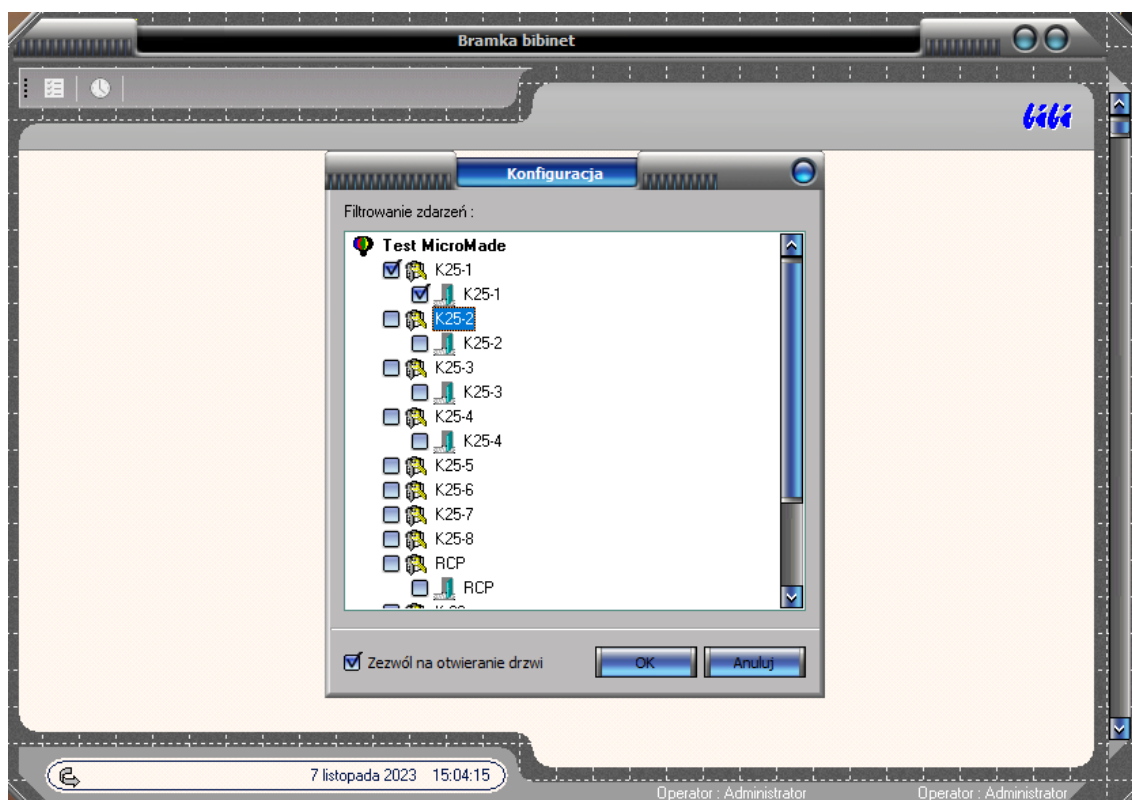 Bramka bibinet
bibi
Konfiguracja
Filtrowanie zdarzeń :
Test MicroMade
K25-1
K25-1
K25-2
K25-2
K25-3
K25-3
K25-4
K25-4
K25-5
K25-6
K25-7
K25-8
RCP
RCP
Zezwól na otwieranie drzwi
OK Anuluj
7 listopada 2023 15:04:15
Operator : Administrator Operator : Administrator